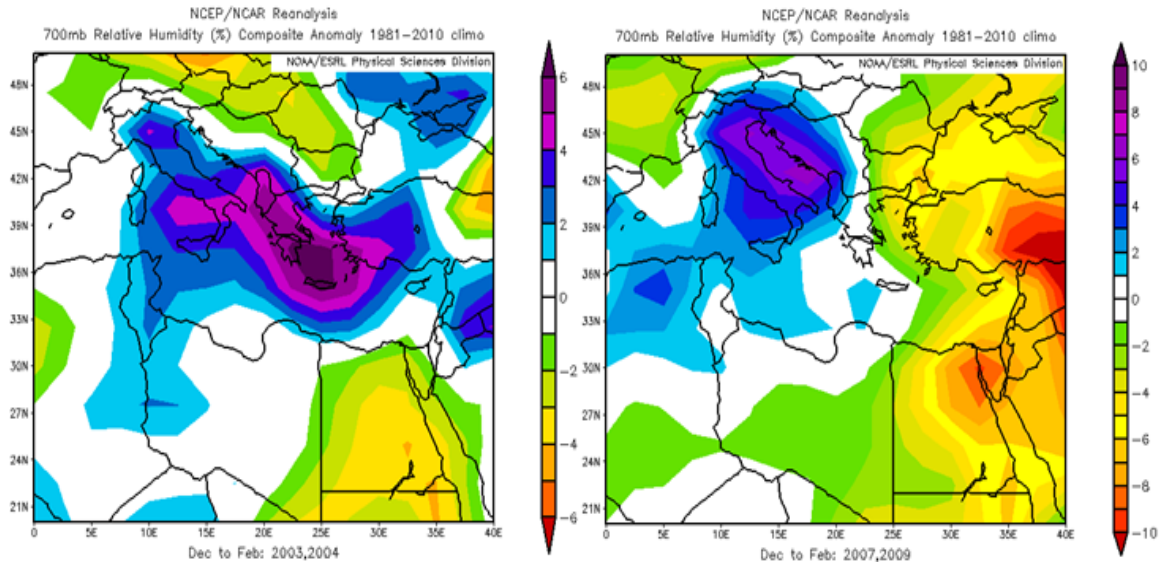 NCEP/NCAR Reanalysis
700mb Relative Humidity (%) Composite Anomaly 1981-2010 climo
NOAA/ESRL Physical Sciences Division
48N
45N
42N
39N
36N
33N
30N
27N
24N
21N
0 5E 10E 15E 20E 25E 30E 35E 40E
Dec to Feb: 2003,2004
6
4
2
0
-2
-4
-6
NCEP/NCAR Reanalysis
700mb Relative Humidity (%) Composite Anomaly 1981-2010 climo
NOAA/ESRL Physical Sciences Division
48N
45N
42N
39N
36N
33N
30N
27N
24N
21N
0 5E 10E 15E 20E 25E 30E 35E 40E
Dec to Feb: 2007,2009
10
8
6
4
2
0
-2
-4
-6
-8
-10